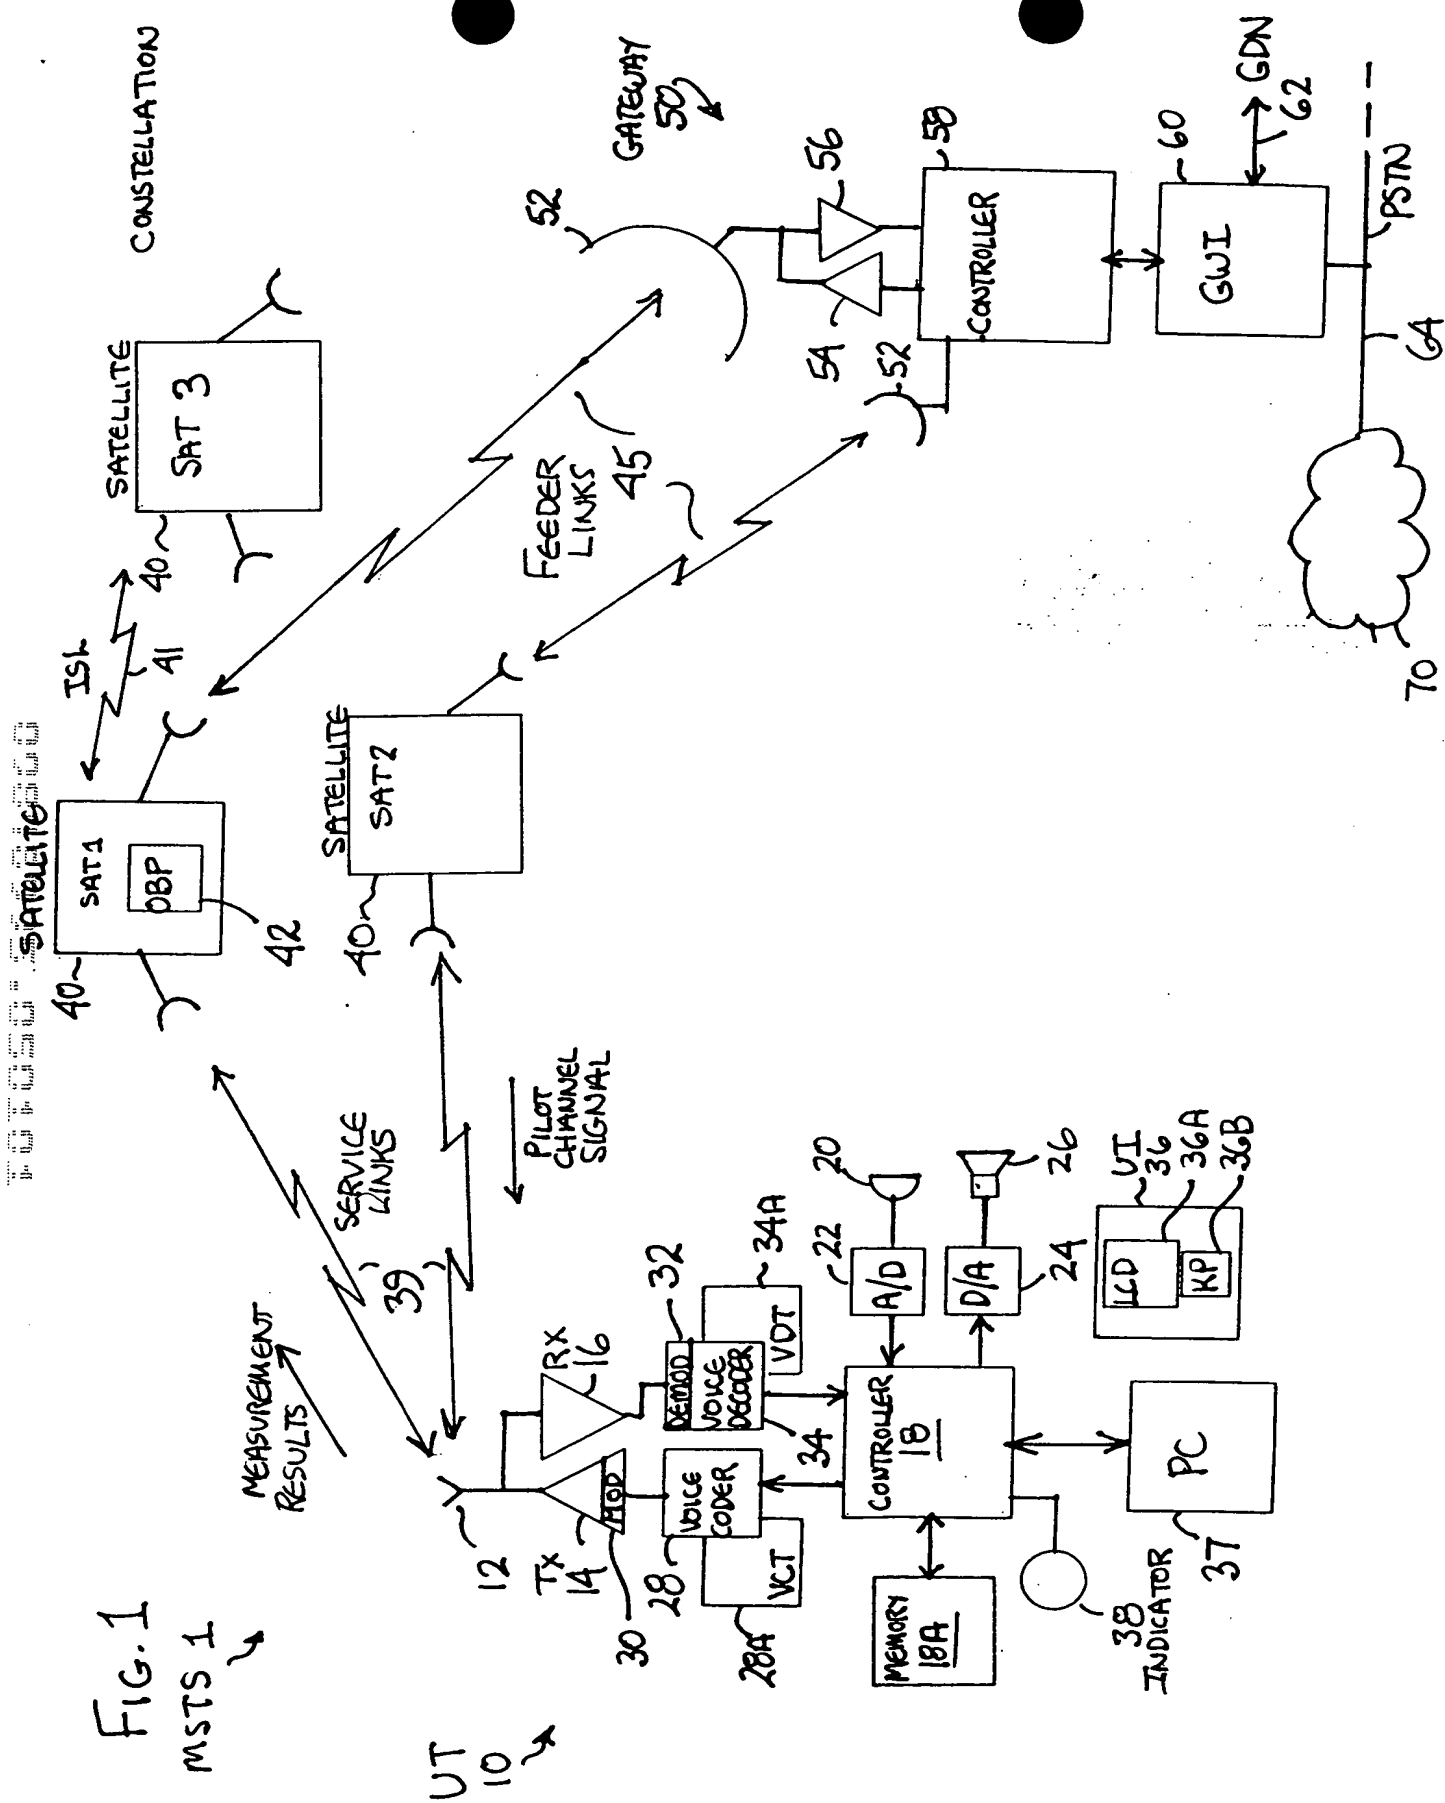 FIG. 1
MSTS 1
UT
10
MEASUREMENT
RESULTS
SERVICE
LINKS
39
PILOT
CHANNEL
SIGNAL
CONSTELLATION
SATELLITE
SAT1
OBP
40
42
ISL
41
SATELLITE
SAT 3
40
SATELLITE
SAT2
40
FEEDER
LINKS
45
GATEWAY
50
52
56
54
52
58
CONTROLLER
60
GWI
GDN
62
PSTN
64
70
12
TX
14
MOD
30
RX
16
DEMOD
32
VOICE
DECODER
34
VDT
34A
VOICE
CODER
28
VCT
28A
CONTROLLER
18
MEMORY
18A
A/D
22
20
D/A
24
26
UI
36
LCD
36A
KP
36B
PC
37
38
INDICATOR